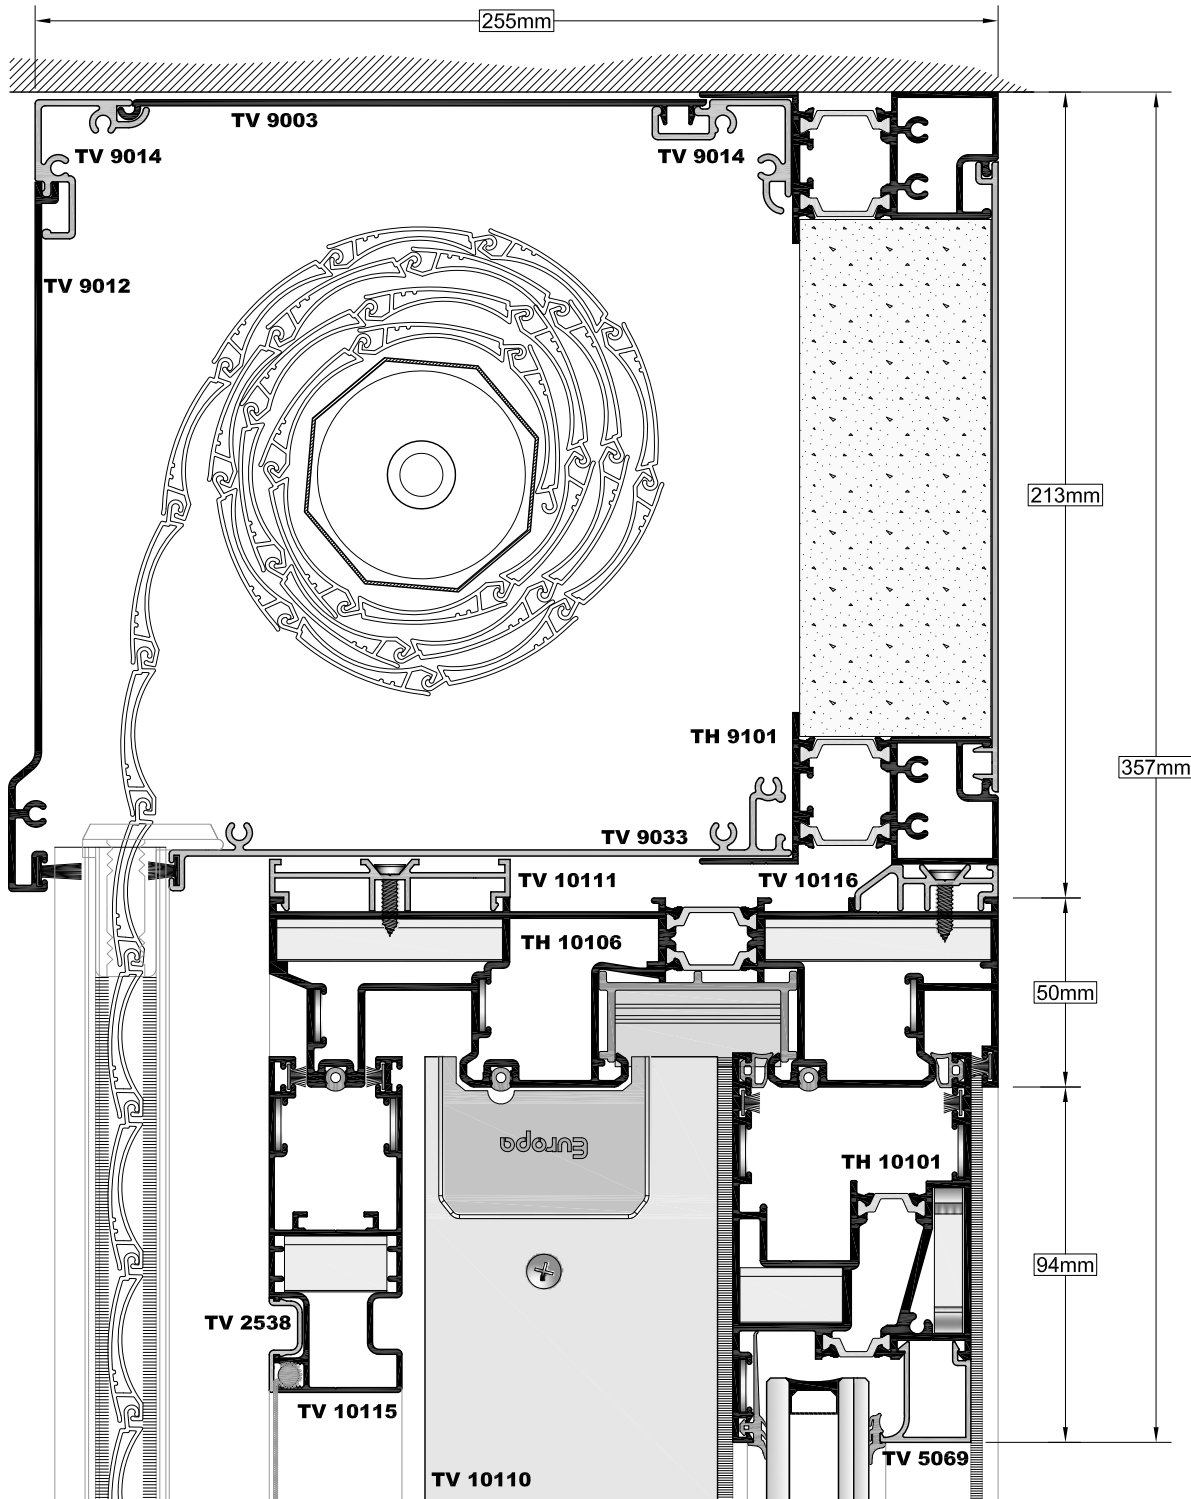 255mm
TV 9003
TV 9014
TV 9014
TV 9012
213mm
TH 9101
357mm
TV 9033
TV 10111
TV 10116
TH 10106
50mm
Europa
TH 10101
94mm
TV 2538
TV 10115
TV 5069
TV 10110